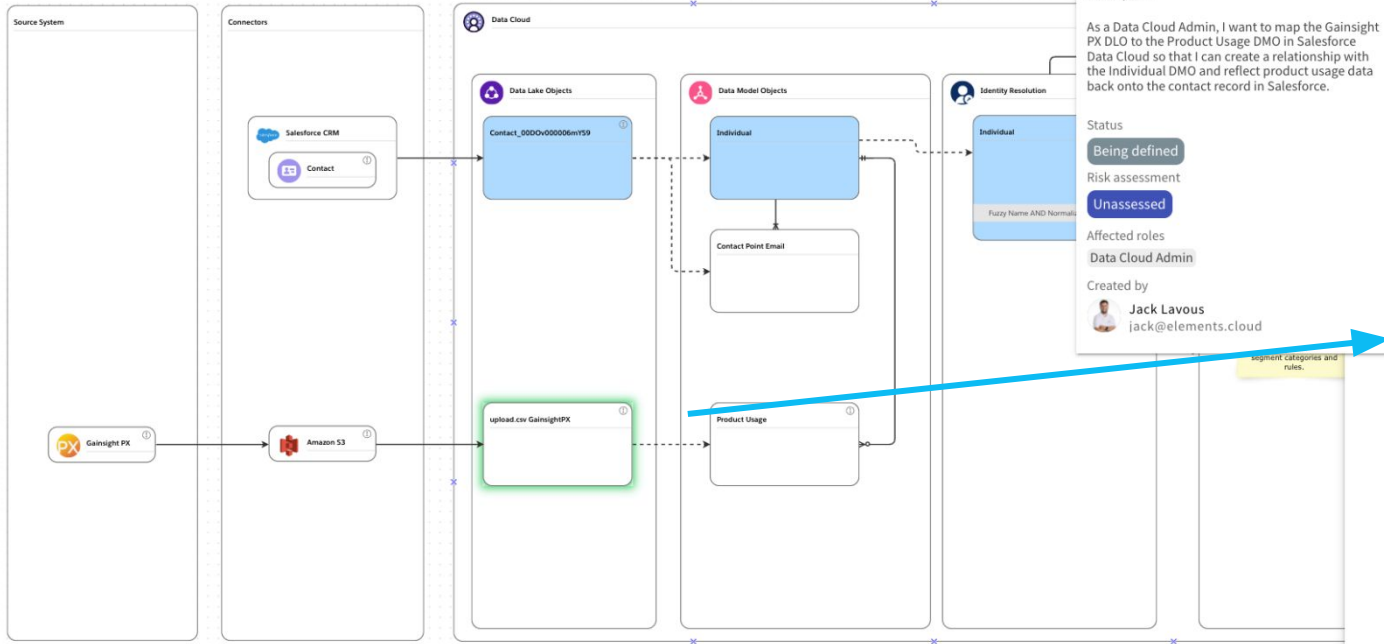 Source System
Connectors
Data Cloud
Data Lake Objects
Data Model Objects
Identity Resolution
Salesforce CRM
Contact
Contact_00DOv000006mY59
Individual
Individual
Contact Point Email
upload.csv GainsightPX
Product Usage
PX
Gainsight PX
Amazon S3
As a Data Cloud Admin, I want to map the Gainsight
PX DLO to the Product Usage DMO in Salesforce
Data Cloud so that I can create a relationship with
the Individual DMO and reflect product usage data
back onto the contact record in Salesforce.
Status
Being defined
Risk assessment
Unassessed
Affected roles
Data Cloud Admin
Created by
Jack Lavous
jack@elements.cloud
Fuzzy Name AND
segment categories and
rules.